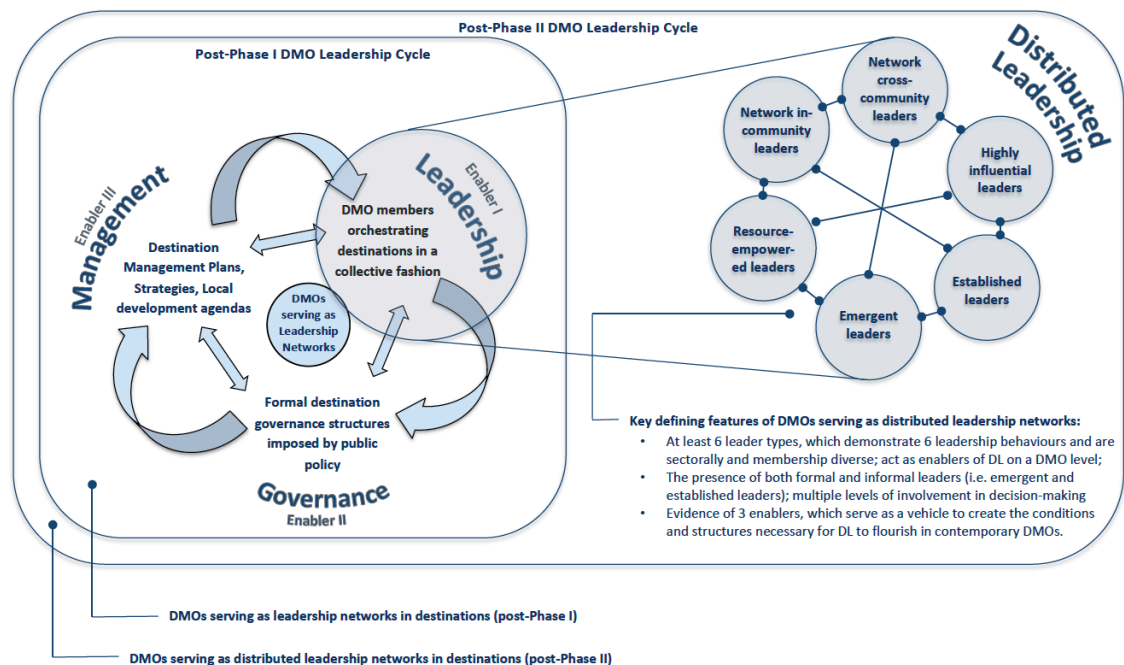 Post-Phase II DMO Leadership Cycle
Post-Phase I DMO Leadership Cycle
Distributed
Leadership
Network
cross-
community
leaders
Network in-
community
leaders
Highly
influential
leaders
Resource-
empower-
ed leaders
Established
leaders
Emergent
leaders
Enabler III
Management
Enabler I
Leadership
DMO members
orchestrating
destinations in a
collective fashion
Destination
Management Plans,
Strategies, Local
development agendas
DMOs
serving as
Leadership
Networks
Formal destination
governance structures
imposed by public
policy
Governance
Enabler II
Key defining features of DMOs serving as distributed leadership networks:
• At least 6 leader types, which demonstrate 6 leadership behaviours and are
sectorally and membership diverse; act as enablers of DL on a DMO level;
• The presence of both formal and informal leaders (i.e. emergent and
established leaders); multiple levels of involvement in decision-making
• Evidence of 3 enablers, which serve as a vehicle to create the conditions
and structures necessary for DL to flourish in contemporary DMOs.
DMOs serving as leadership networks in destinations (post-Phase I)
DMOs serving as distributed leadership networks in destinations (post-Phase II)